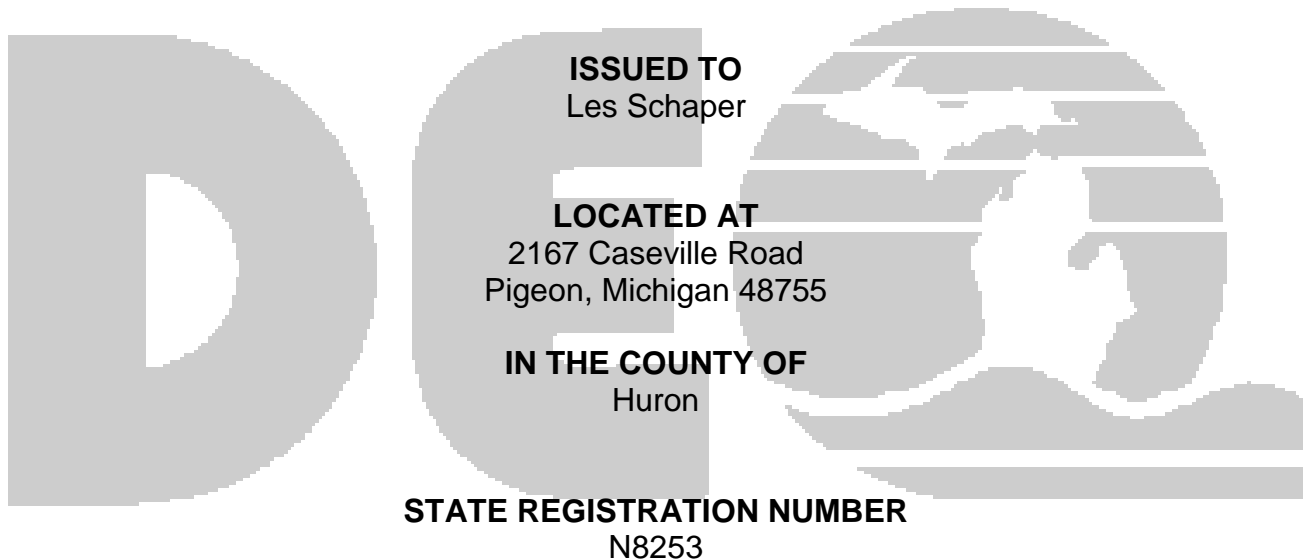 DEQ
ISSUED TO
Les Schaper
LOCATED AT
2167 Caseville Road
Pigeon, Michigan 48755
IN THE COUNTY OF
Huron
STATE REGISTRATION NUMBER
N8253